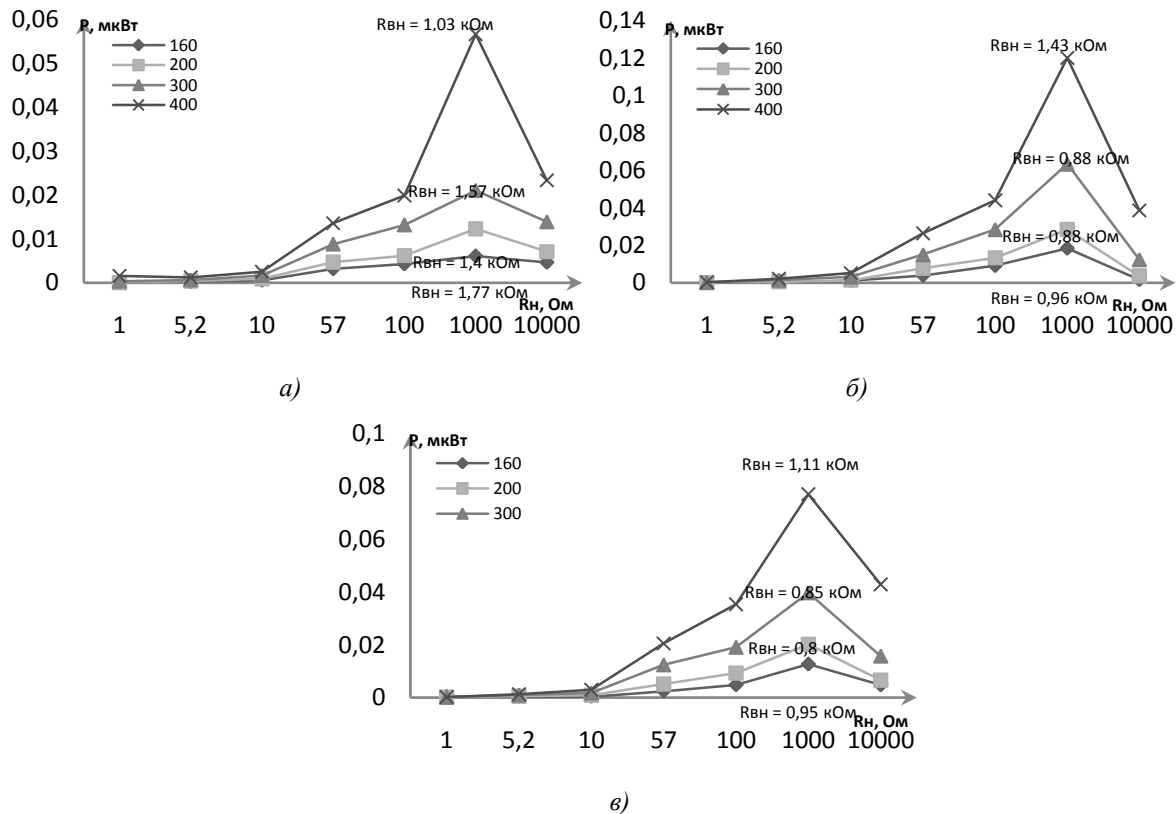 0,06
P, мкВт
Rвн = 1,03 кОм
160
0,05
200
300
400
0,04
0,03
0,02
Rвн = 1,57 кОм
0,01
Rвн = 1,4 кОм
0
Rвн = 1,77 кОм
Rн, Ом
1 5,2 10 57 100 1000 10000
а)
0,14
P, мкВт
160
Rвн = 1,43 кОм
0,12
200
300
0,1
400
0,08
0,06
Rвн = 0,88 кОм
0,04
0,02
Rвн = 0,88 кОм
0
Rвн = 0,96 кОм
Rн, Ом
1 5,2 10 57 100 1000 10000
б)
0,1
P, мкВт
160
Rвн = 1,11 кОм
200
0,08
300
0,06
0,04
Rвн = 0,85 кОм
0,02
Rвн = 0,8 кОм
0
Rвн = 0,95 кОм
Rн, Ом
1 5,2 10 57 100 1000 10000
в)